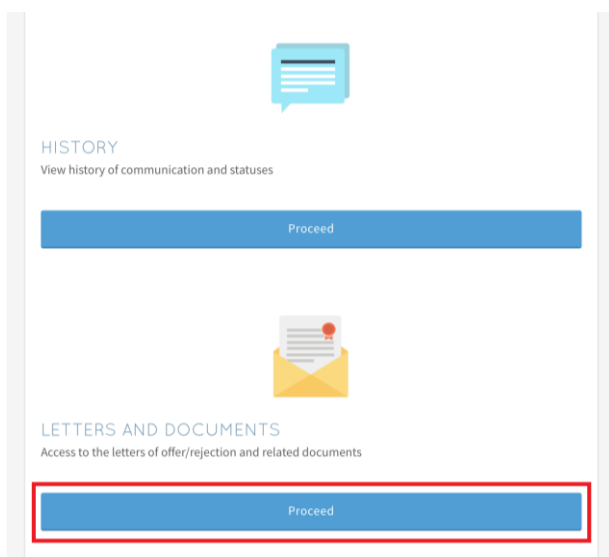 HISTORY
View history of communication and statuses
Proceed
LETTERS AND DOCUMENTS
Access to the letters of offer/rejection and related documents
Proceed